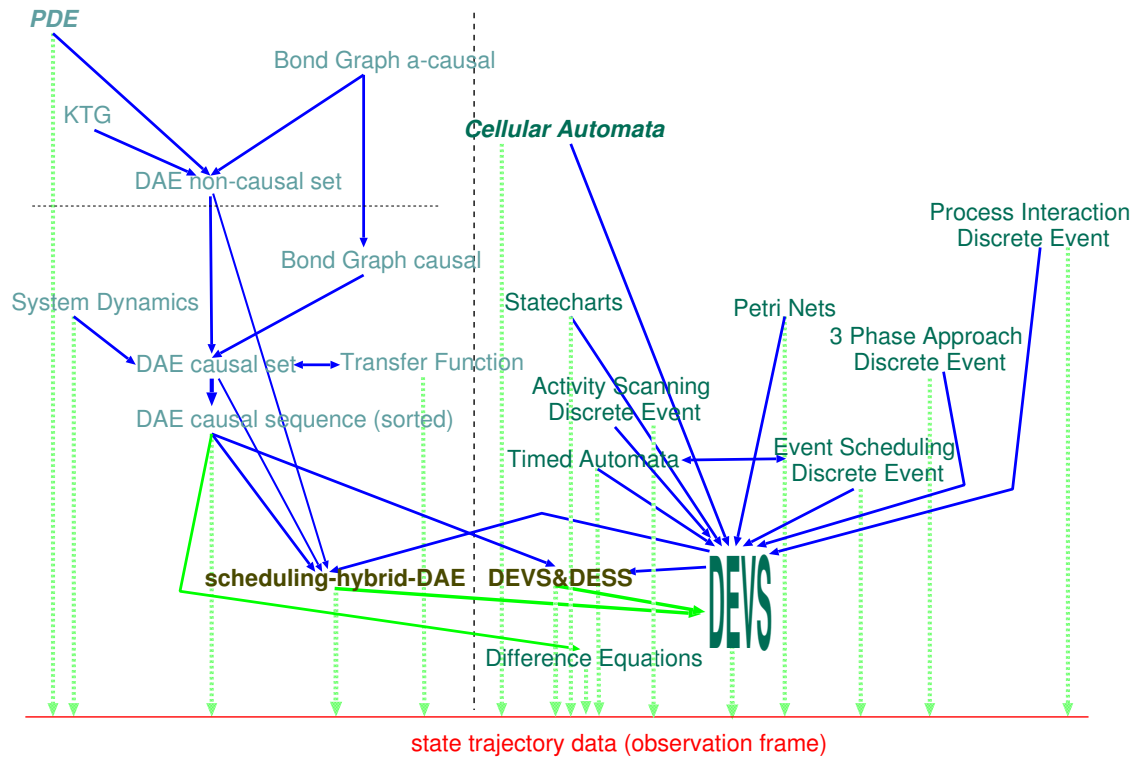 PDE
Bond Graph a-causal
KTG
Cellular Automata
DAE non-causal set
Process Interaction
Discrete Event
Bond Graph causal
System Dynamics
Statecharts
Petri Nets
3 Phase Approach
Discrete Event
DAE causal set
Transfer Function
Activity Scanning
Discrete Event
DAE causal sequence (sorted)
Timed Automata
Event Scheduling
Discrete Event
scheduling-hybrid-DAE
DEVS&DESS
DEVS
Difference Equations
state trajectory data (observation frame)